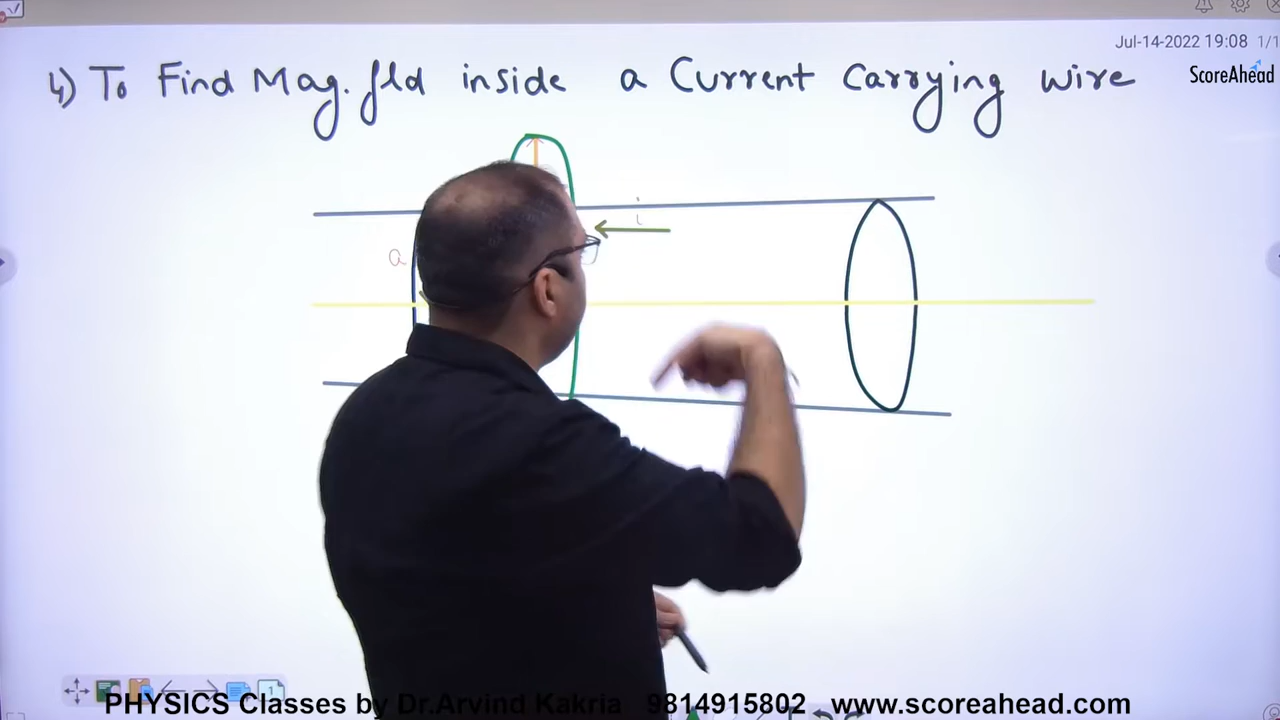 Jul-14-2022 19:08 1/1
4) To Find Mag. fld inside a Current Carrying wire
ScoreAhead
i
a
1
PHYSICS Classes by Dr.Arvind Kakria 9814915802 www.scoreahead.com